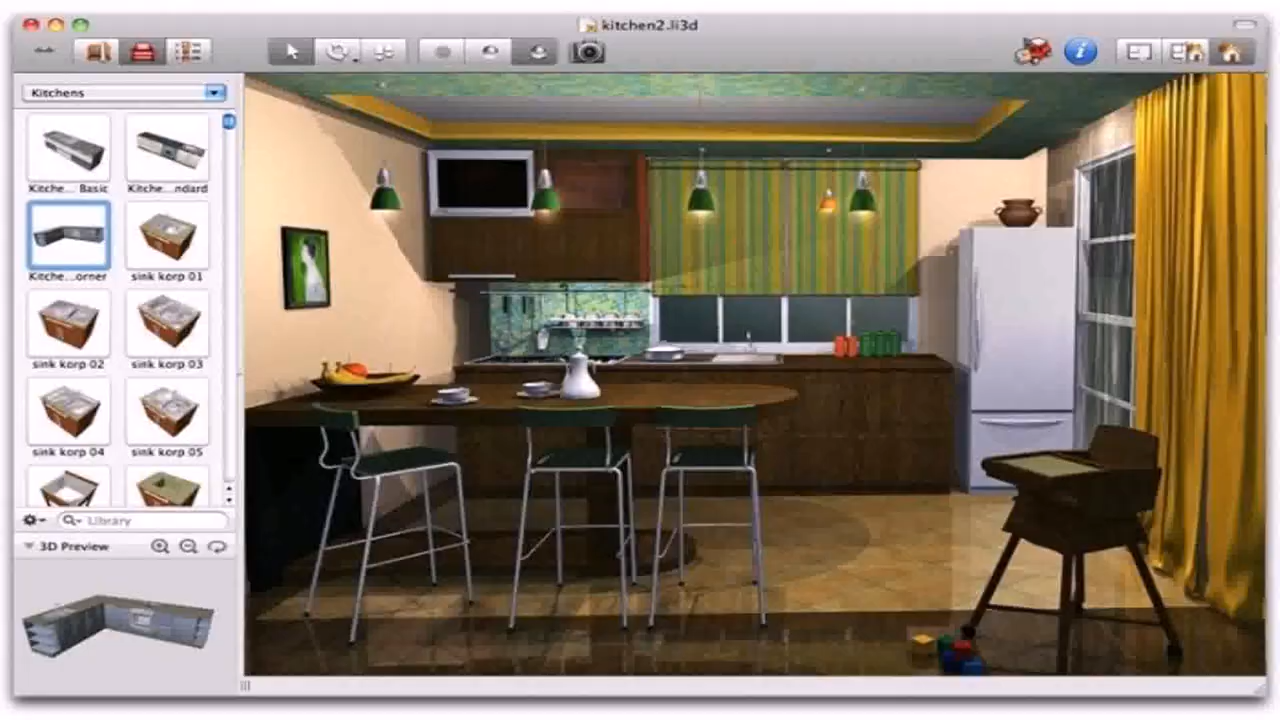 kitchen2.li3d
Kitchens
Kitche... Basic
Kitche...ndard
Kitche...orner
sink korp 01
sink korp 02
sink korp 03
sink korp 04
sink korp 05
Library
3D Preview